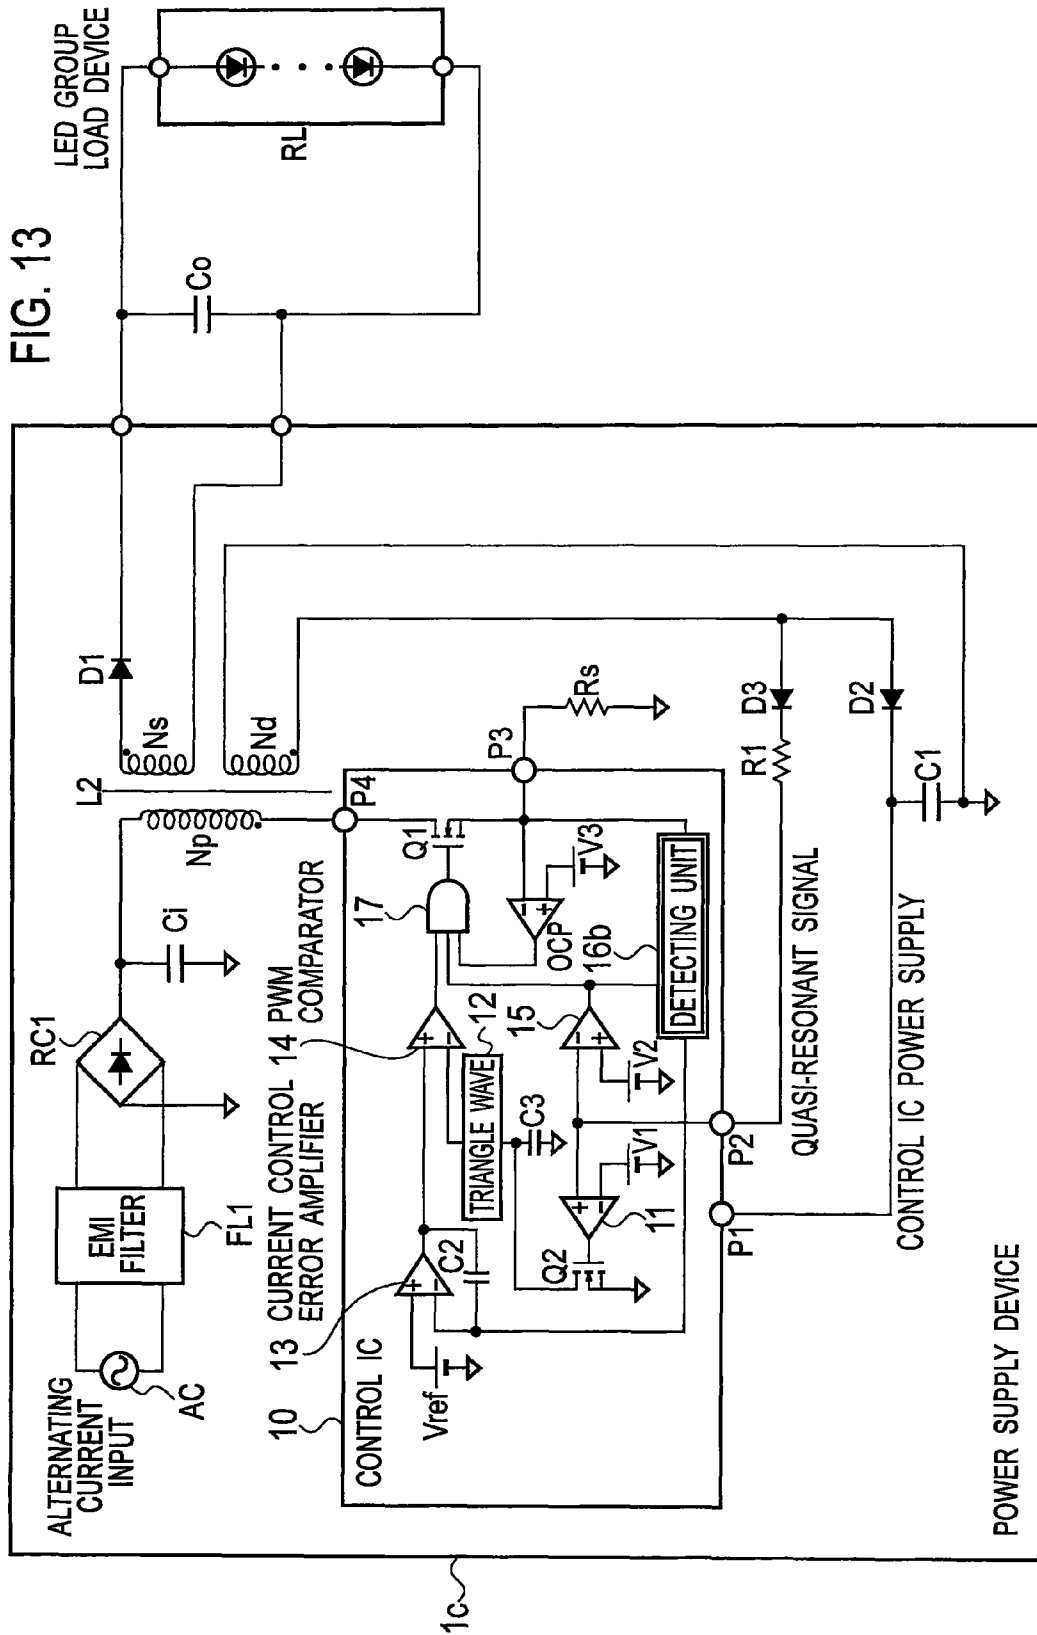 FIG. 13
LED GROUP
LOAD DEVICE
RL
Co
D1
Ns
L2
Nd
Np
Ci
RC1
EMI
FILTER
FL1
ALTERNATING
CURRENT
INPUT
AC
P4
Q1
P3
Rs
17
OCP
V3
16b
DETECTING UNIT
14 PWM
COMPARATOR
12
TRIANGLE WAVE
C3
15
V2
13 CURRENT CONTROL
ERROR AMPLIFIER
C2
Q2
11
V1
10
CONTROL IC
Vref
P1
P2
D3
R1
D2
C1
QUASI-RESONANT SIGNAL
CONTROL IC POWER SUPPLY
POWER SUPPLY DEVICE
1c
+
-
+
-
+
-
+
-
-
+